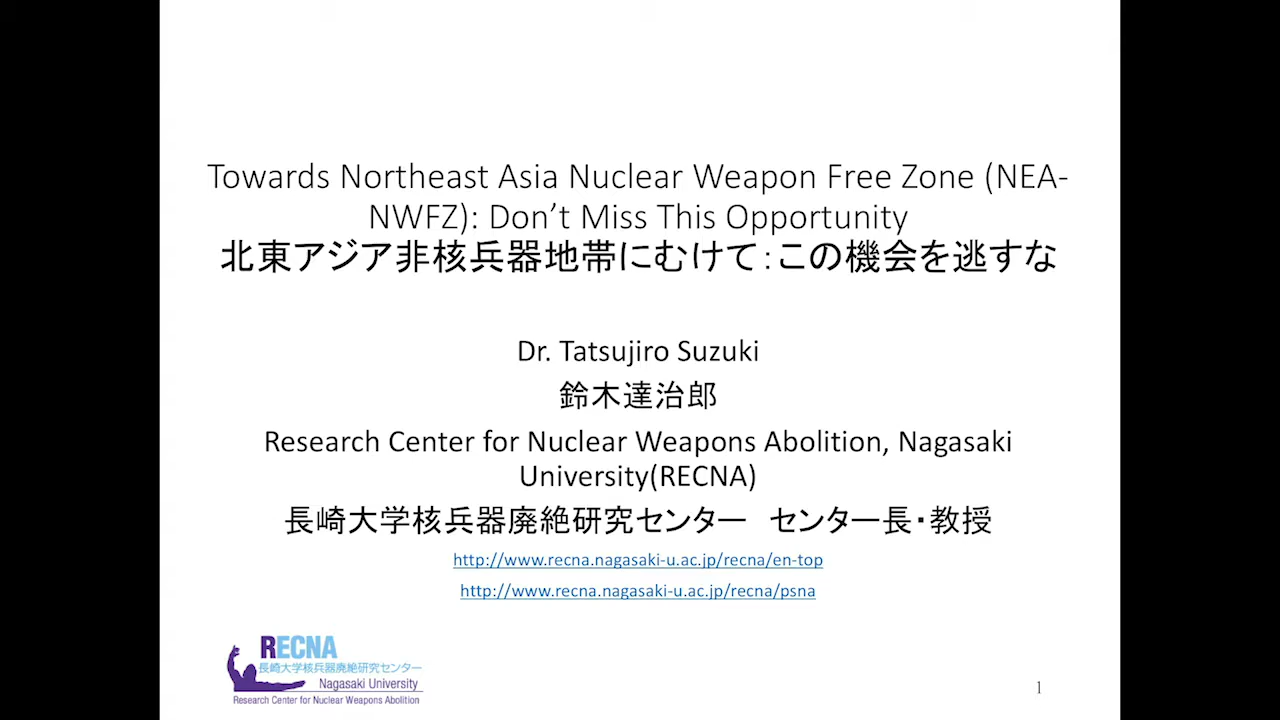 Towards Northeast Asia Nuclear Weapon Free Zone (NEA-
NWFZ): Don’t Miss This Opportunity
北東アジア非核兵器地帯にむけて：この機会を逃すな
Dr. Tatsujiro Suzuki
鈴木達治郎
Research Center for Nuclear Weapons Abolition, Nagasaki
University(RECNA)
長崎大学核兵器廃絶研究センター　センター長・教授
http://www.recna.nagasaki-u.ac.jp/recna/en-top
http://www.recna.nagasaki-u.ac.jp/recna/psna
RECNA
長崎大学核兵器廃絶研究センター
Nagasaki University
Research Center for Nuclear Weapons Abolition
1